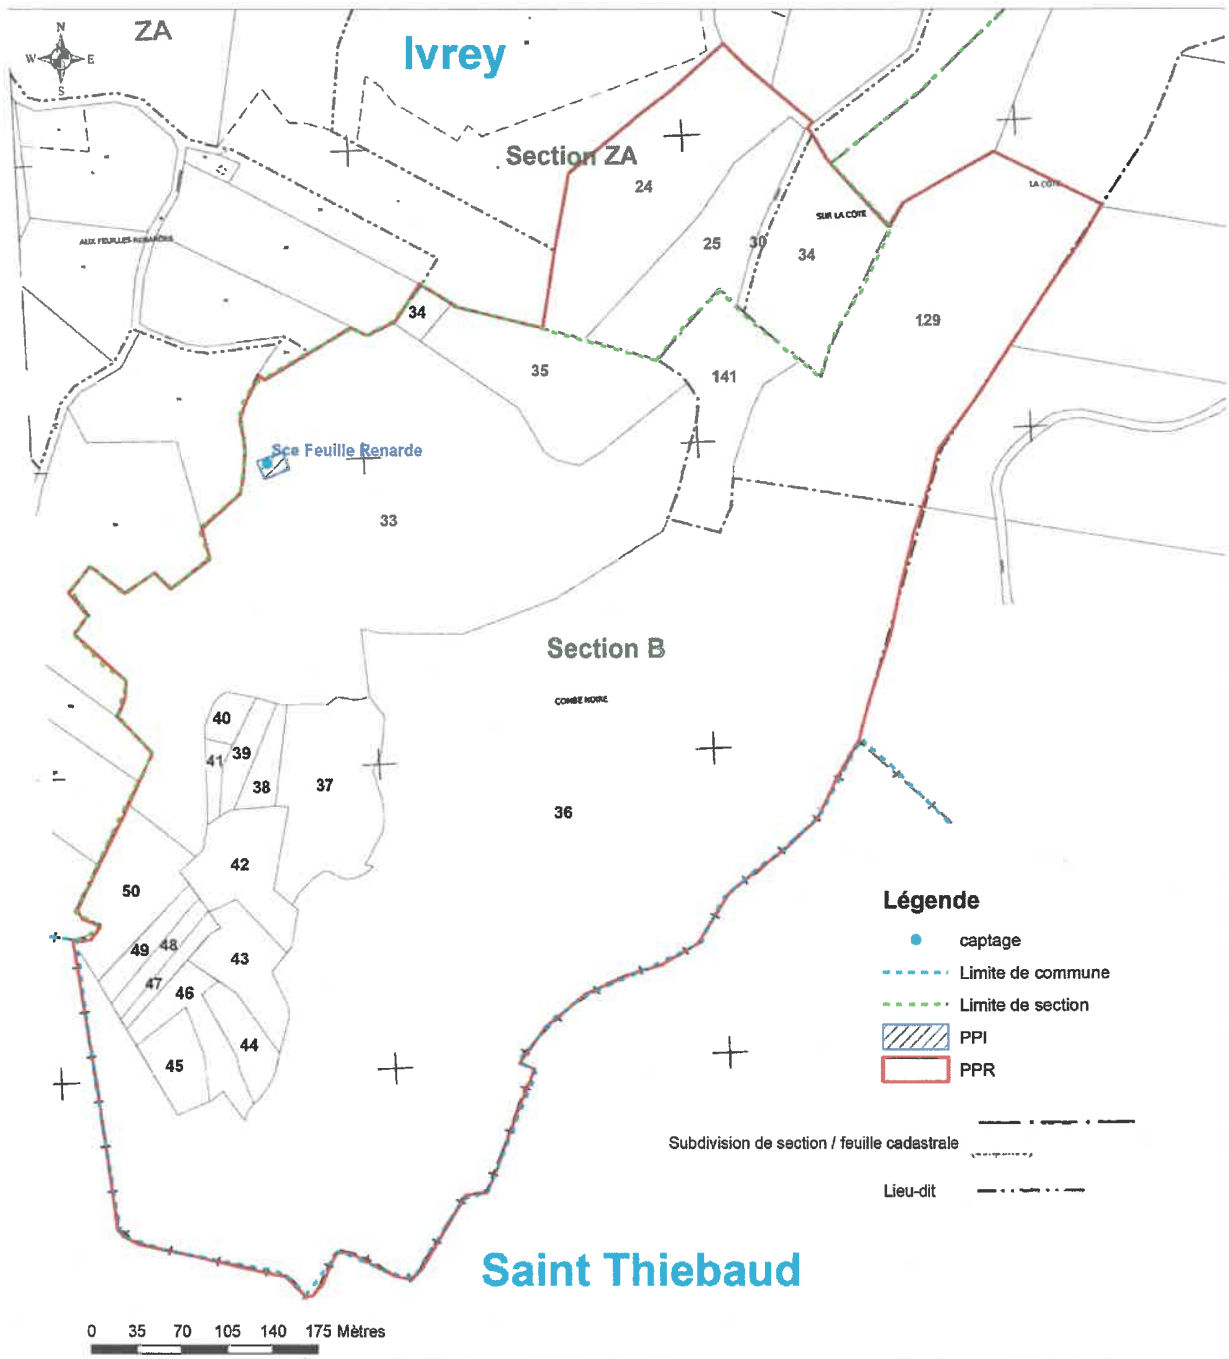 ZA
N
W E
S
Ivrey
Section ZA
24
LA COTE
SUR LA CÔTE
AUX FEUILLES-RENARDES
25
30
34
34
129
35
141
Sce Feuille Renarde
33
Section B
COMBE NOIRE
40
39
41
38
37
36
42
50
49
48
43
47
46
44
45
Légende
captage
Limite de commune
Limite de section
PPI
PPR
Subdivision de section / feuille cadastrale
Lieu-dit
Saint Thiebaud
0 35 70 105 140 175 Mètres